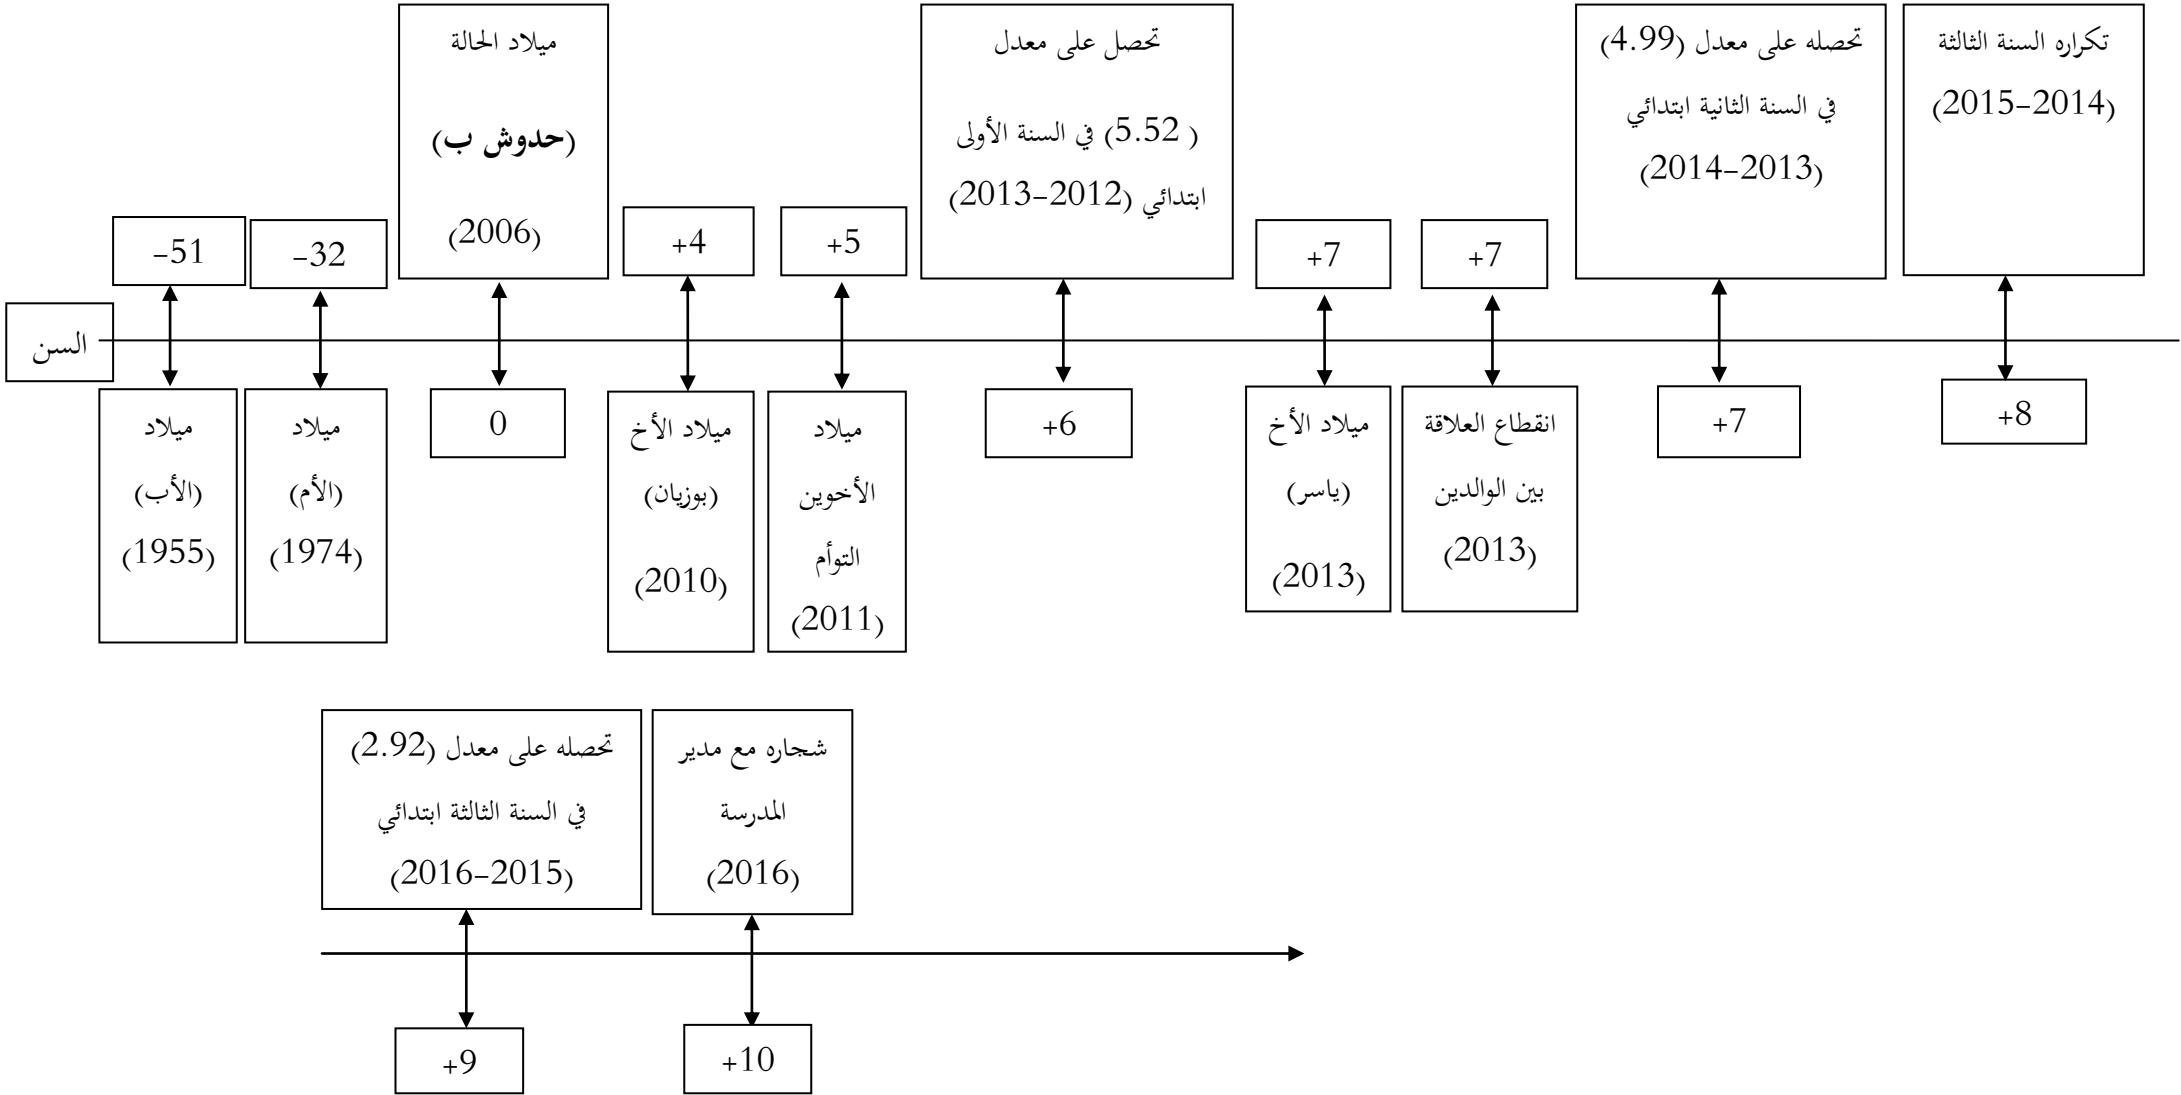 السن
-51
ميلاد
(الأب)
(1955)
-32
ميلاد
(الأم)
(1974)
ميلاد الحالة
(حدوش ب)
(2006)
0
+4
ميلاد الأخ
(بوزيان)
(2010)
+5
ميلاد
الأخوين
التوأم
(2011)
تحصل على معدل
( 5.52) في السنة الأولى
ابتدائي (2012-2013)
+6
+7
ميلاد الأخ
(ياسر)
(2013)
+7
انقطاع العلاقة
بين الوالدين
(2013)
تحصله على معدل (4.99)
في السنة الثانية ابتدائي
(2013-2014)
+7
تكراره السنة الثالثة
(2014-2015)
+8
تحصله على معدل (2.92)
في السنة الثالثة ابتدائي
(2015-2016)
+9
شجاره مع مدير
المدرسة
(2016)
+10